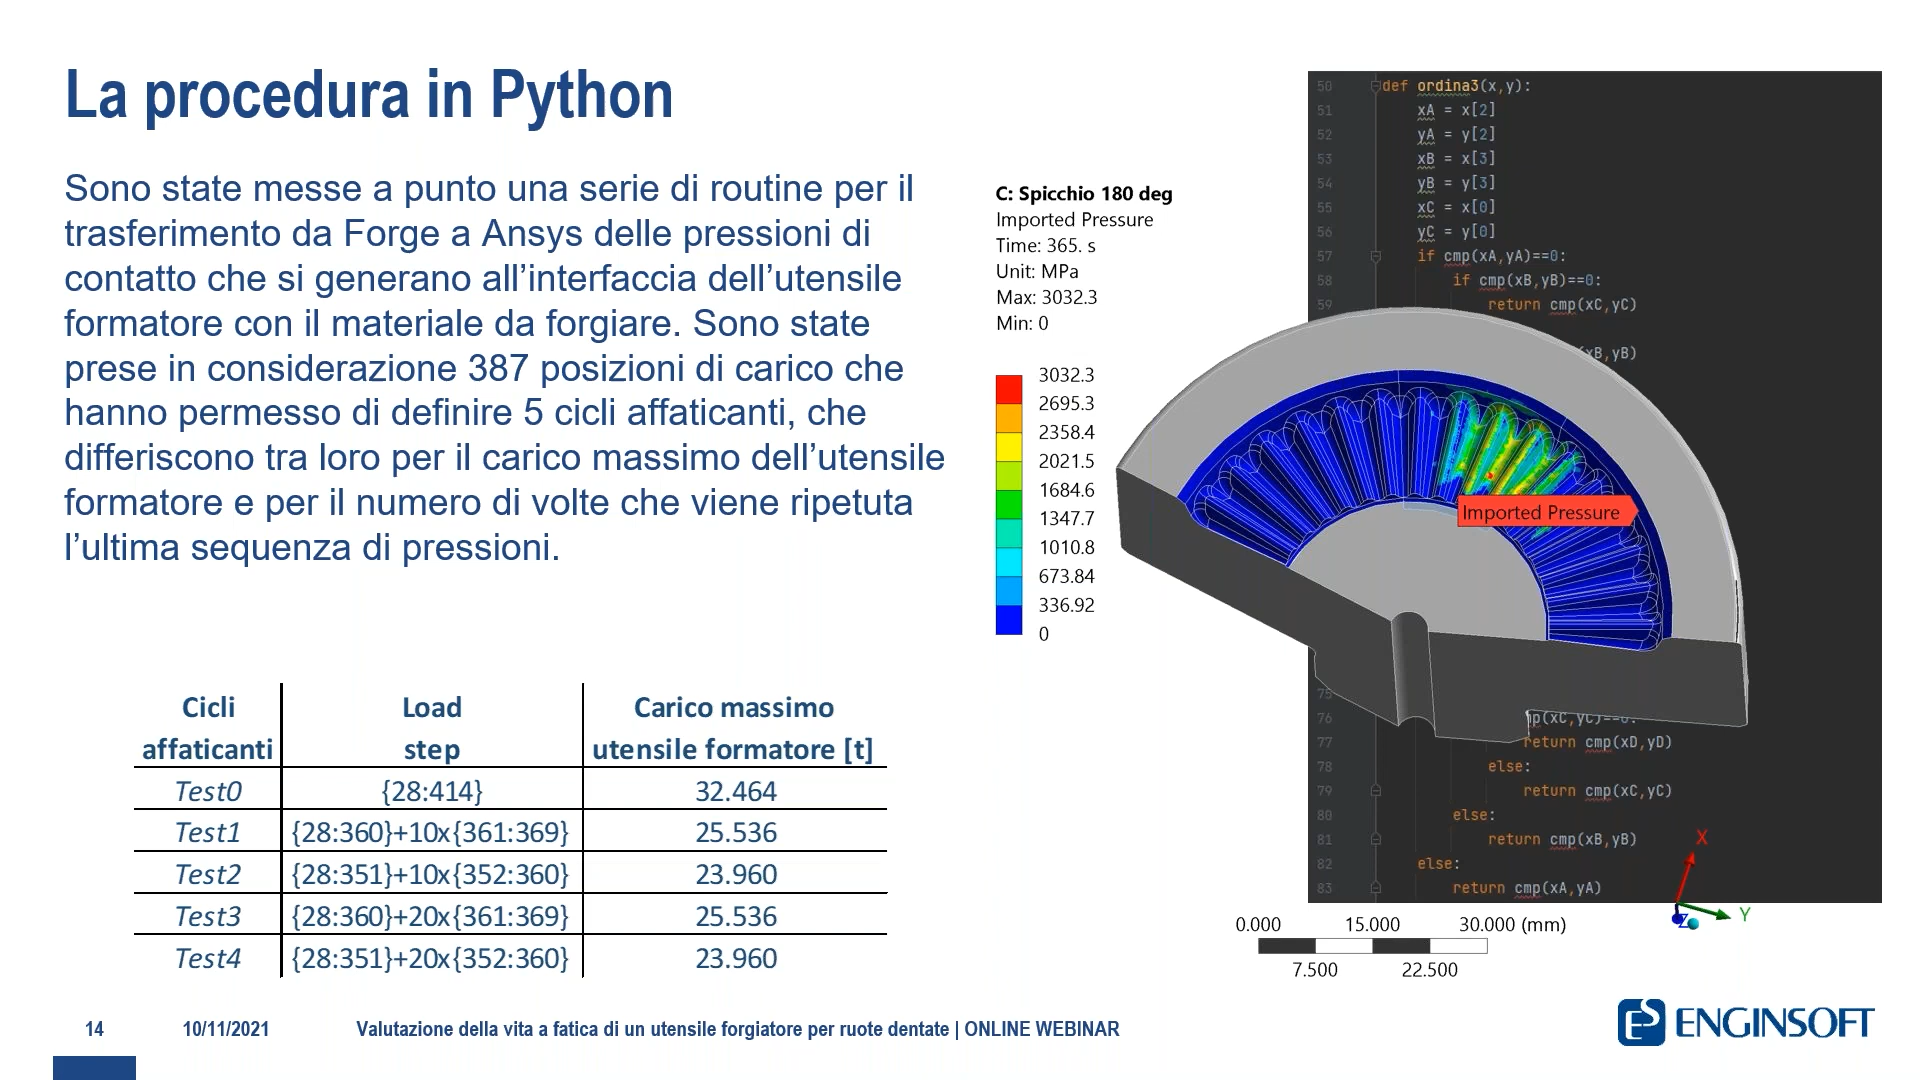 La procedura in Python
Sono state messe a punto una serie di routine per il
trasferimento da Forge a Ansys delle pressioni di
contatto che si generano all’interfaccia dell’utensile
formatore con il materiale da forgiare. Sono state
prese in considerazione 387 posizioni di carico che
hanno permesso di definire 5 cicli affaticanti, che
differiscono tra loro per il carico massimo dell’utensile
formatore e per il numero di volte che viene ripetuta
l’ultima sequenza di pressioni.
Cicli affaticanti | Load step | Carico massimo utensile formatore [t]
Test0 {28:414} 32.464
Test1 {28:360}+10x{361:369} 25.536
Test2 {28:351}+10x{352:360} 23.960
Test3 {28:360}+20x{361:369} 25.536
Test4 {28:351}+20x{352:360} 23.960
C: Spicchio 180 deg
Imported Pressure
Time: 365. s
Unit: MPa
Max: 3032.3
Min: 0
3032.3
2695.3
2358.4
2021.5
1684.6
1347.7
1010.8
673.84
336.92
0
Imported Pressure
50 def ordina3(x,y):
51 xA = x[2]
52 yA = y[2]
53 xB = x[3]
54 yB = y[3]
55 xC = x[0]
56 yC = y[0]
57 if cmp(xA,yA)==0:
58 if cmp(xB,yB)==0:
59 return cmp(xC,yC)
xB,yB)
75
76 mp(xC,yC)==0:
77 return cmp(xD,yD)
78 else:
79 return cmp(xC,yC)
80 else:
81 return cmp(xB,yB)
82 else:
83 return cmp(xA,yA)
X
Y
Z
0.000 15.000 30.000 (mm)
7.500 22.500
14 10/11/2021 Valutazione della vita a fatica di un utensile forgiatore per ruote dentate | ONLINE WEBINAR
ENGINSOFT